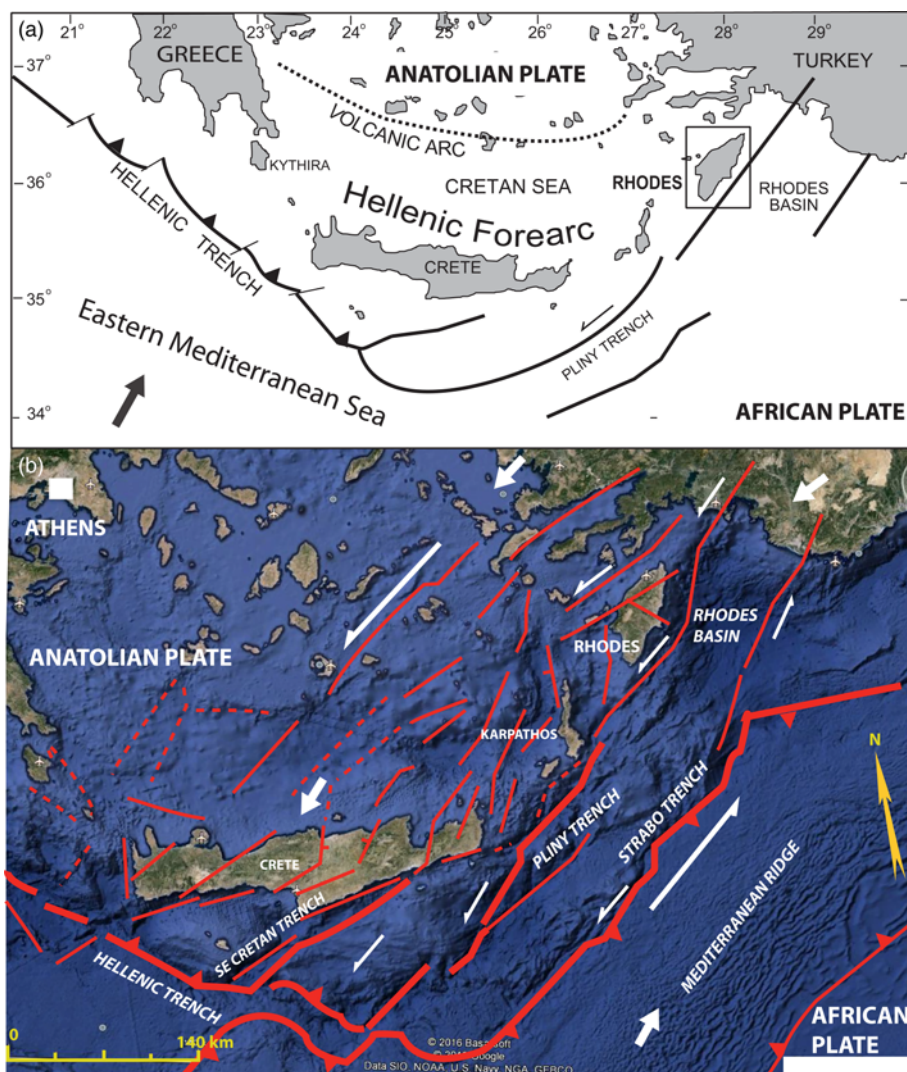 (a)
21° 22° 23° 24° 25° 26° 27° 28° 29°
37°
GREECE
ANATOLIAN PLATE
TURKEY
VOLCANIC ARC
KYTHIRA
36°
HELLENIC TRENCH
CRETAN SEA
RHODES
RHODES
BASIN
Hellenic Forearc
CRETE
35°
Eastern Mediterranean Sea
PLINY TRENCH
34°
AFRICAN PLATE
(b)
ATHENS
ANATOLIAN PLATE
RHODES
RHODES
BASIN
KARPATHOS
N
CRETE
PLINY TRENCH
STRABO TRENCH
SE CRETAN TRENCH
HELLENIC TRENCH
MEDITERRANEAN RIDGE
0
140 km
AFRICAN
PLATE
© 2016 Basarsoft
© 2016 Google
Data SIO, NOAA, U.S. Navy, NGA, GEBCO